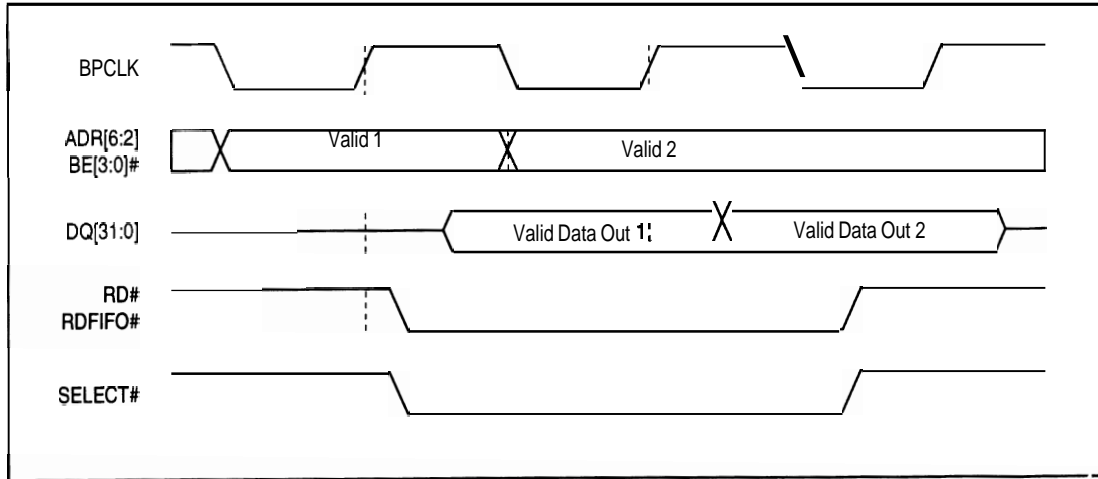 BPCLK
ADR[6:2]
BE[3:0]#
Valid 1
Valid 2
DQ[31:0]
Valid Data Out 1
Valid Data Out 2
RD#
RDFIFO#
SELECT#